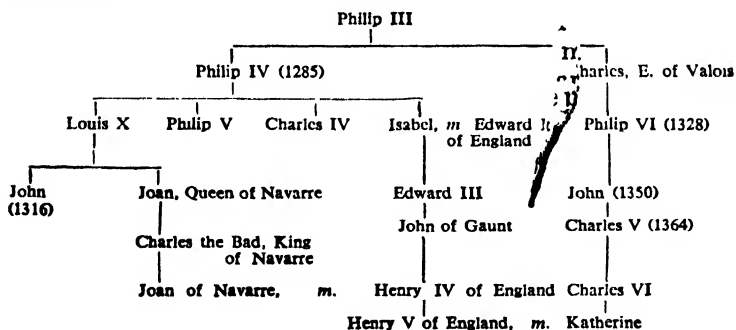 Philip III
Philip IV (1285) harles, E. of Valois
Louis X Philip V Charles IV Isabel, m Edward Philip VI (1328)
of England
John Joan, Queen of Navarre Edward III John (1350)
(1316)
John of Gaunt Charles V (1364)
Charles the Bad, King
of Navarre
Joan of Navarre, m. Henry IV of England Charles VI
Henry V of England, m. Katherine